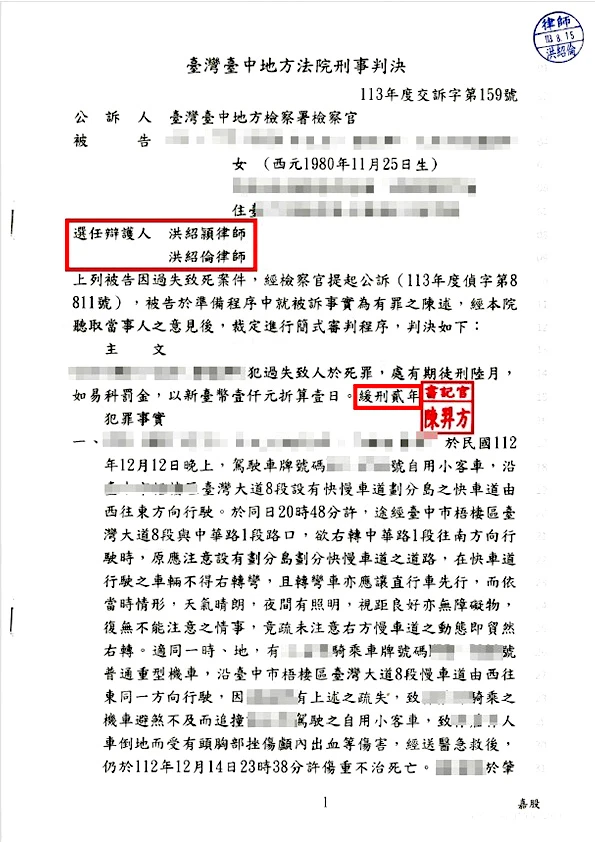 律師
113.8.15
洪紹倫
臺灣臺中地方法院刑事判決
113年度交訴字第159號
公訴人 臺灣臺中地方檢察署檢察官
被告
女 (西元1980年11月25日生)
住臺
選任辯護人 洪紹穎律師
洪紹倫律師
上列被告因過失致死案件,經檢察官提起公訴(113年度偵字第8
811號),被告於準備程序中就被訴事實為有罪之陳述,經本院
聽取當事人之意見後,裁定進行簡式審判程序,判決如下:
主文
犯過失致人於死罪,處有期徒刑陸月,
如易科罰金,以新臺幣壹仟元折算壹日。緩刑貳年
書記官
陳昇方
犯罪事實
一、 於民國112
年12月12日晚上,駕駛車牌號碼 號自用小客車,沿
臺灣大道8段設有快慢車道劃分島之快車道由
西往東方向行駛。於同日20時48分許,途經臺中市梧棲區臺
灣大道8段與中華路1段路口,欲右轉中華路1段往南方向行
駛時,原應注意設有劃分島劃分快慢車道之道路,在快車道
行駛之車輛不得右轉彎,且轉彎車亦應讓直行車先行,而依
當時情形,天氣晴朗,夜間有照明,視距良好亦無障礙物,
復無不能注意之情事,竟疏未注意右方慢車道之動態即貿然
右轉。適同一時、地,有 騎乘車牌號碼 號
普通重型機車,沿臺中市梧棲區臺灣大道8段慢車道由西往
東同一方向行駛,因 有上述之疏失,致 騎乘之
機車避煞不及而追撞 駕駛之自用小客車,致 人
車倒地而受有頭胸部挫傷顱內出血等傷害,經送醫急救後,
仍於112年12月14日23時38分許傷重不治死亡。 於肇
1
嘉股